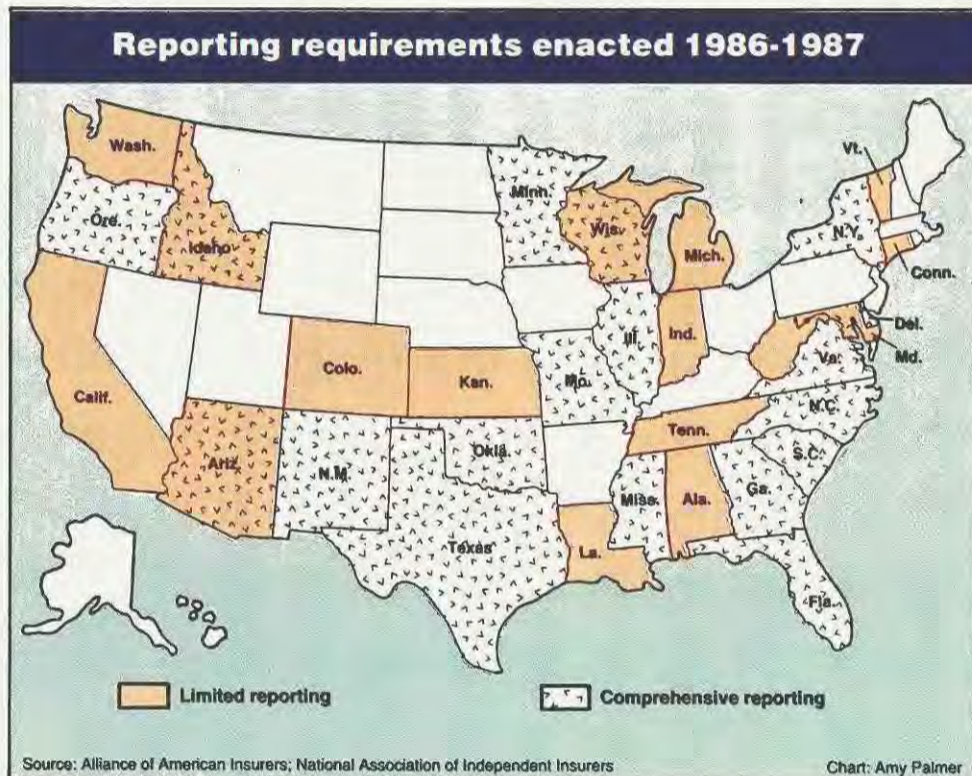 Reporting requirements enacted 1986-1987
Wash.
Vt.
Minn.
Ore.
N.Y.
Idaho
Wis.
Mich.
Conn.
Del.
Ill.
Ind.
Md.
Colo.
Va.
Kan.
Mo.
Calif.
N.C.
Tenn.
Okla.
S.C.
Ariz.
N.M.
Miss.
Ala.
Ga.
Texas
La.
Fla.
Limited reporting
Comprehensive reporting
Source: Alliance of American Insurers; National Association of Independent Insurers
Chart: Amy Palmer